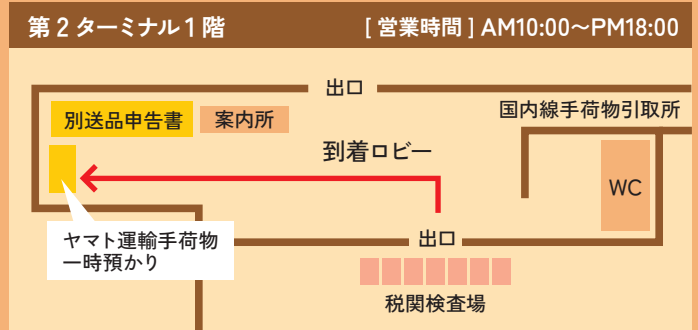 第2ターミナル1階
[営業時間] AM10:00～PM18:00
出口
別送品申告書
案内所
国内線手荷物引取所
到着ロビー
WC
ヤマト運輸手荷物
一時預かり
出口
税関検査場